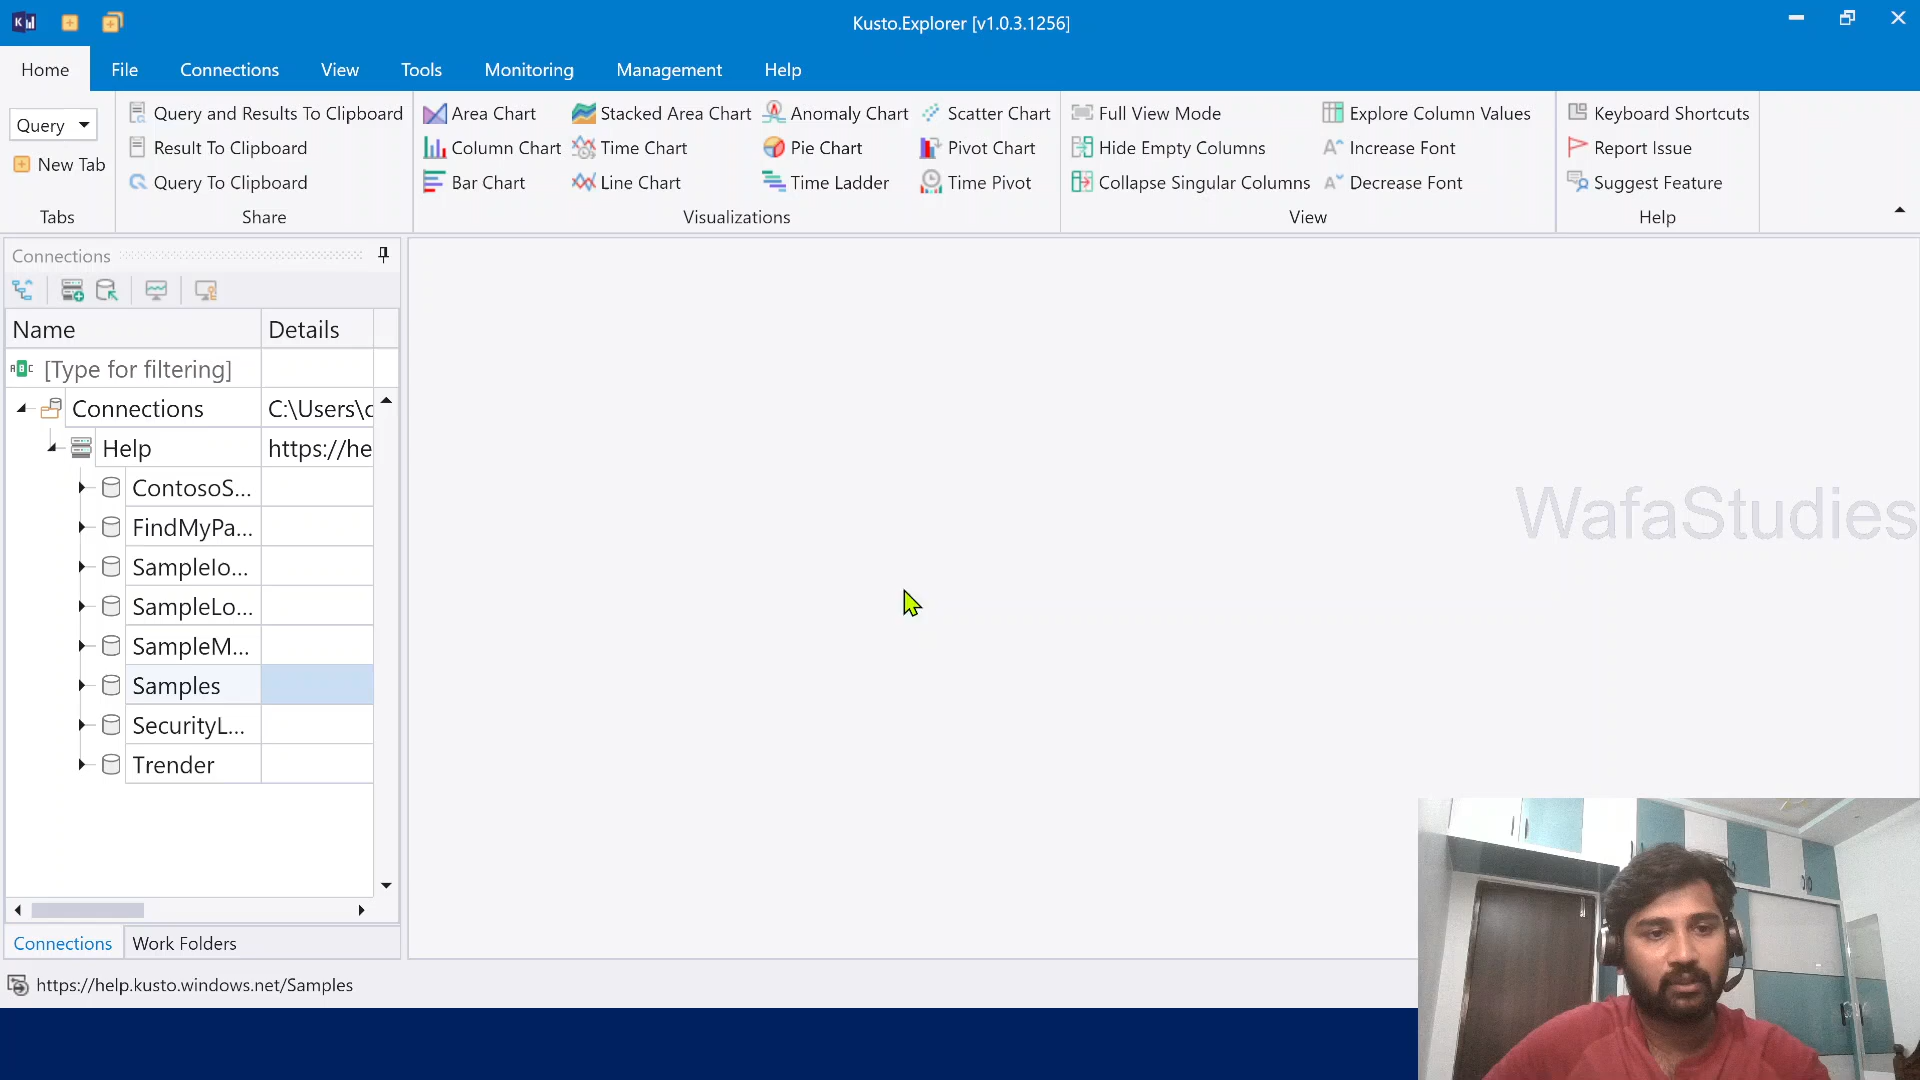 Kusto.Explorer [v1.0.3.1256]
Home File Connections View Tools Monitoring Management Help
Query
New Tab
Tabs
Query and Results To Clipboard
Result To Clipboard
Query To Clipboard
Share
Area Chart Stacked Area Chart Anomaly Chart Scatter Chart
Column Chart Time Chart Pie Chart Pivot Chart
Bar Chart Line Chart Time Ladder Time Pivot
Visualizations
Full View Mode Explore Column Values
Hide Empty Columns Increase Font
Collapse Singular Columns Decrease Font
View
Keyboard Shortcuts
Report Issue
Suggest Feature
Help
Connections
Name Details
[Type for filtering]
Connections C:\Users\c
Help https://he
ContosoS...
FindMyPa...
SampleIo...
SampleLo...
SampleM...
Samples
SecurityL...
Trender
Connections Work Folders
https://help.kusto.windows.net/Samples
WafaStudies